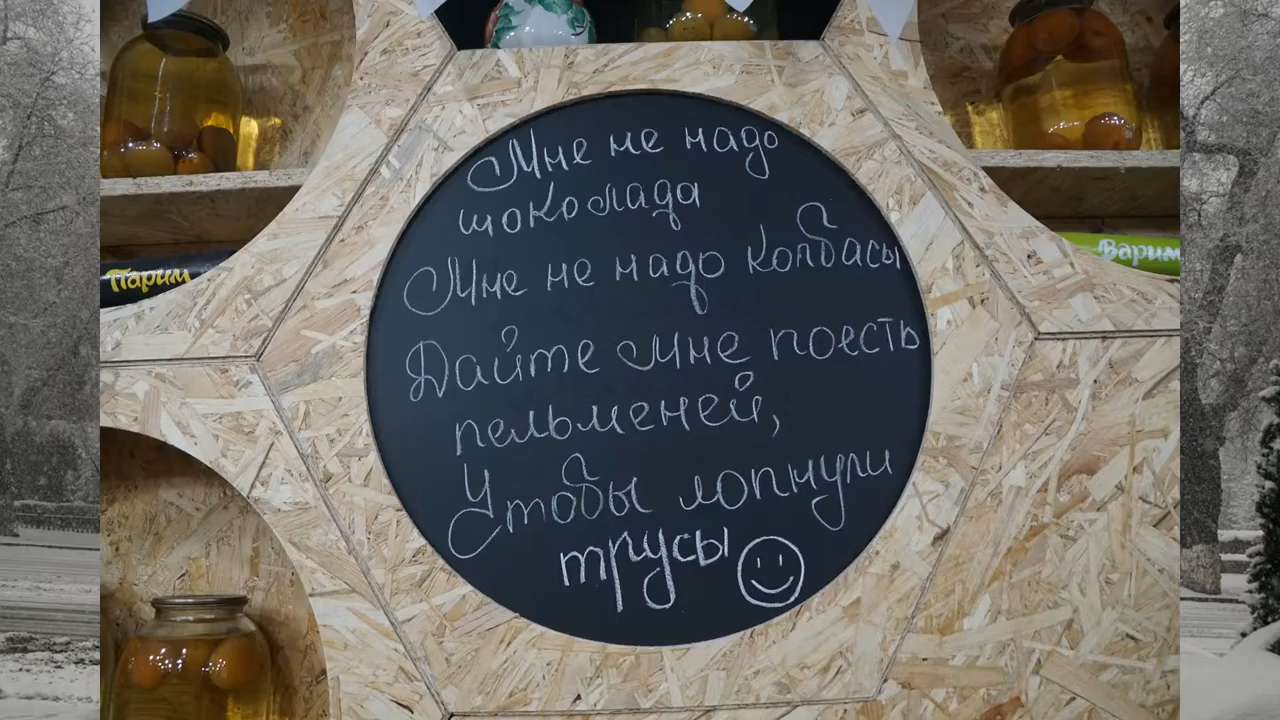 Мне не надо
шоколада
Мне не надо колбасы
Парим
Варим
Дайте мне поесть
пельменей,
Чтобы лопнули
трусы